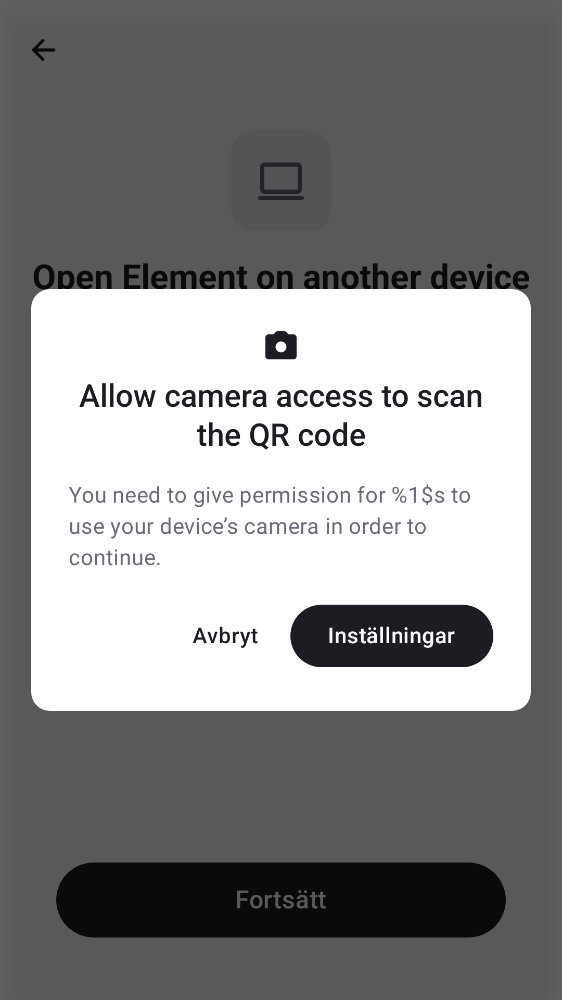 Open Element on another device
Allow camera access to scan
the QR code
You need to give permission for %1$s to
use your device’s camera in order to
continue.
Avbryt
Inställningar
Fortsätt